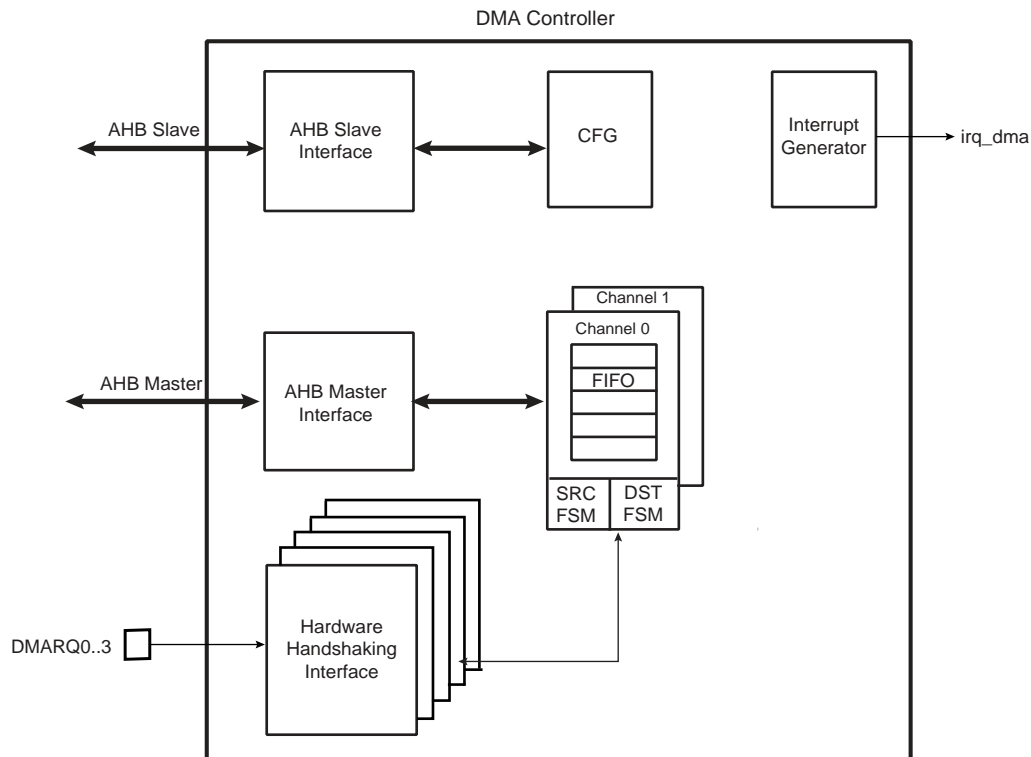 DMA Controller
AHB Slave
AHB Slave
Interface
CFG
Interrupt
Generator
irq_dma
Channel 1
Channel 0
FIFO
AHB Master
AHB Master
Interface
SRC
FSM
DST
FSM
DMARQ0..3
Hardware
Handshaking
Interface